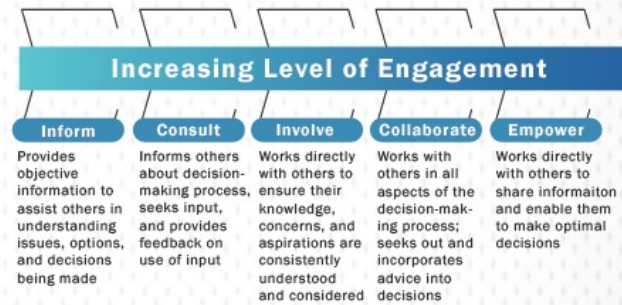 Increasing Level of Engagement
Inform
Provides
objective
information to
assist others in
understanding
issues, options,
and decisions
being made
Consult
Informs others
about decision-
making process,
seeks input,
and provides
feedback on
use of input
Involve
Works directly
with others to
ensure their
knowledge,
concerns, and
aspirations are
consistently
understood
and considered
Collaborate
Works with
others in all
aspects of the
decision-mak-
ing process;
seeks out and
incorporates
advice into
decisions
Empower
Works directly
with others to
share informaiton
and enable them
to make optimal
decisions